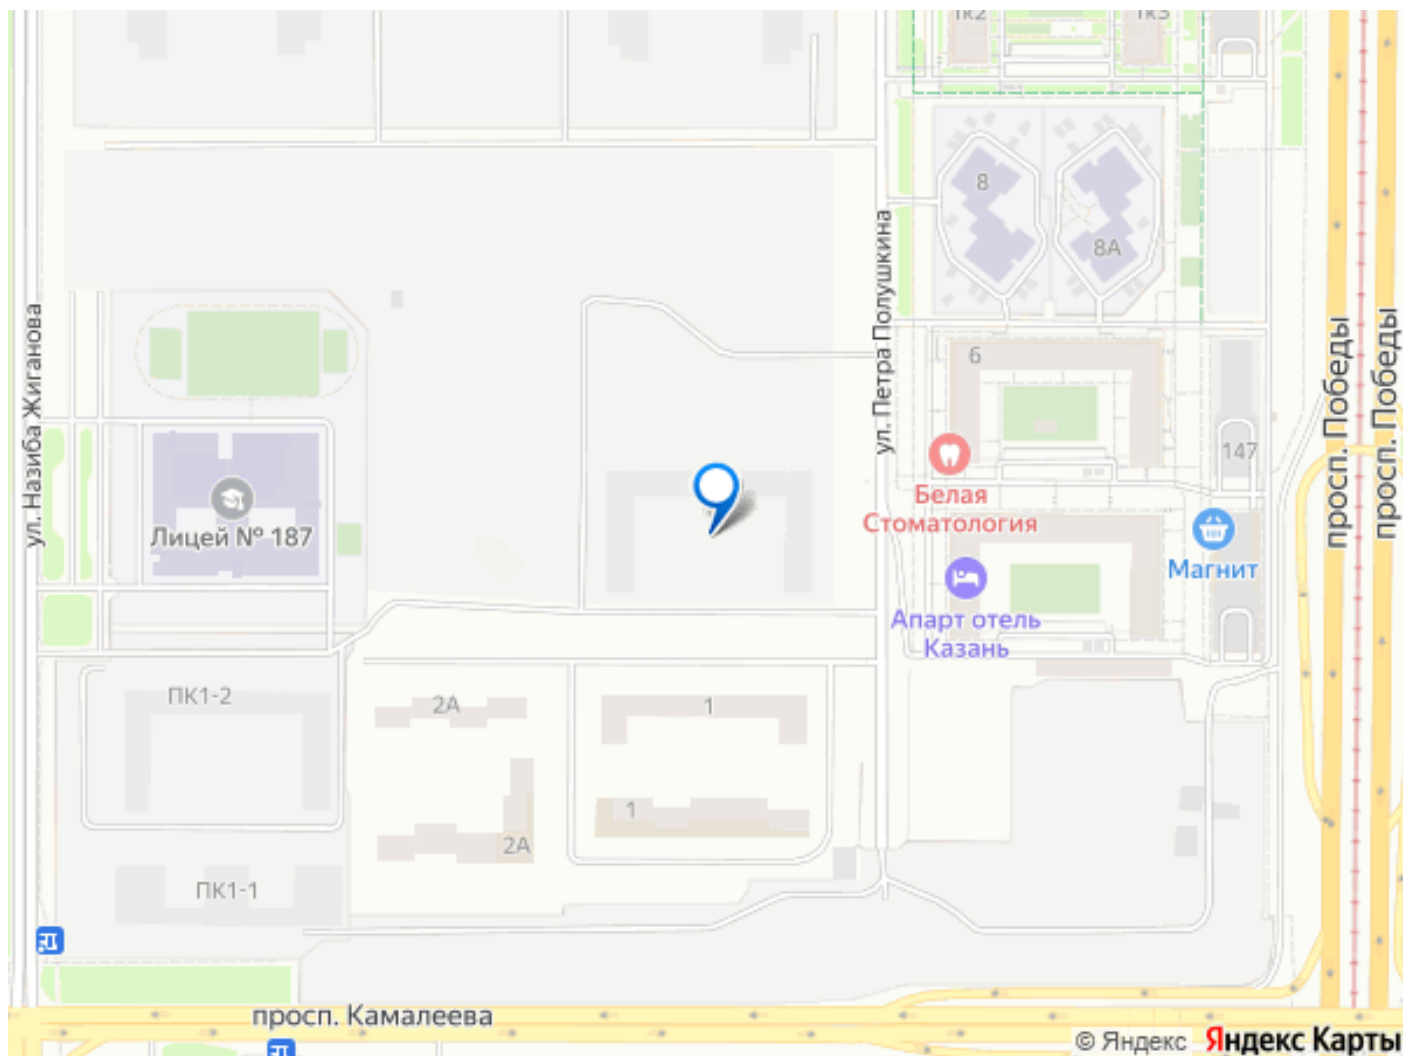 8
8А
ул. Назиба Жиганова
ул. Петра Полушкина
просп. Победы
просп. Победы
6
147
Белая
Стоматология
Лицей № 187
Магнит
Апарт отель
Казань
ПК1-2
2А
1
1
2А
ПК1-1
просп. Камалеева
© Яндекс Яндекс Карты